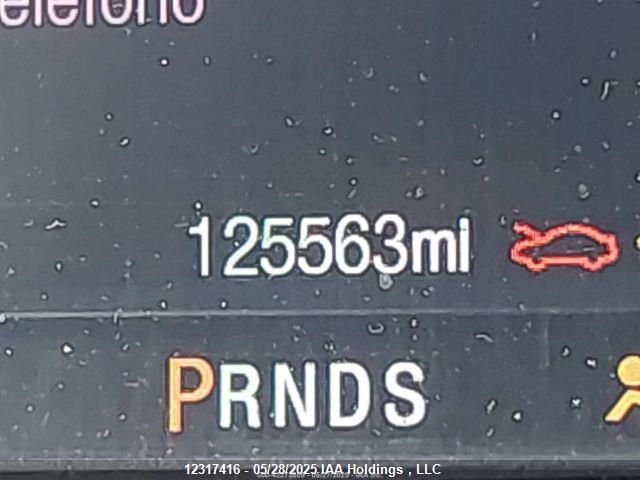 125563mi
PRNDS
12317416 - 05/28/2025 IAA Holdings , LLC